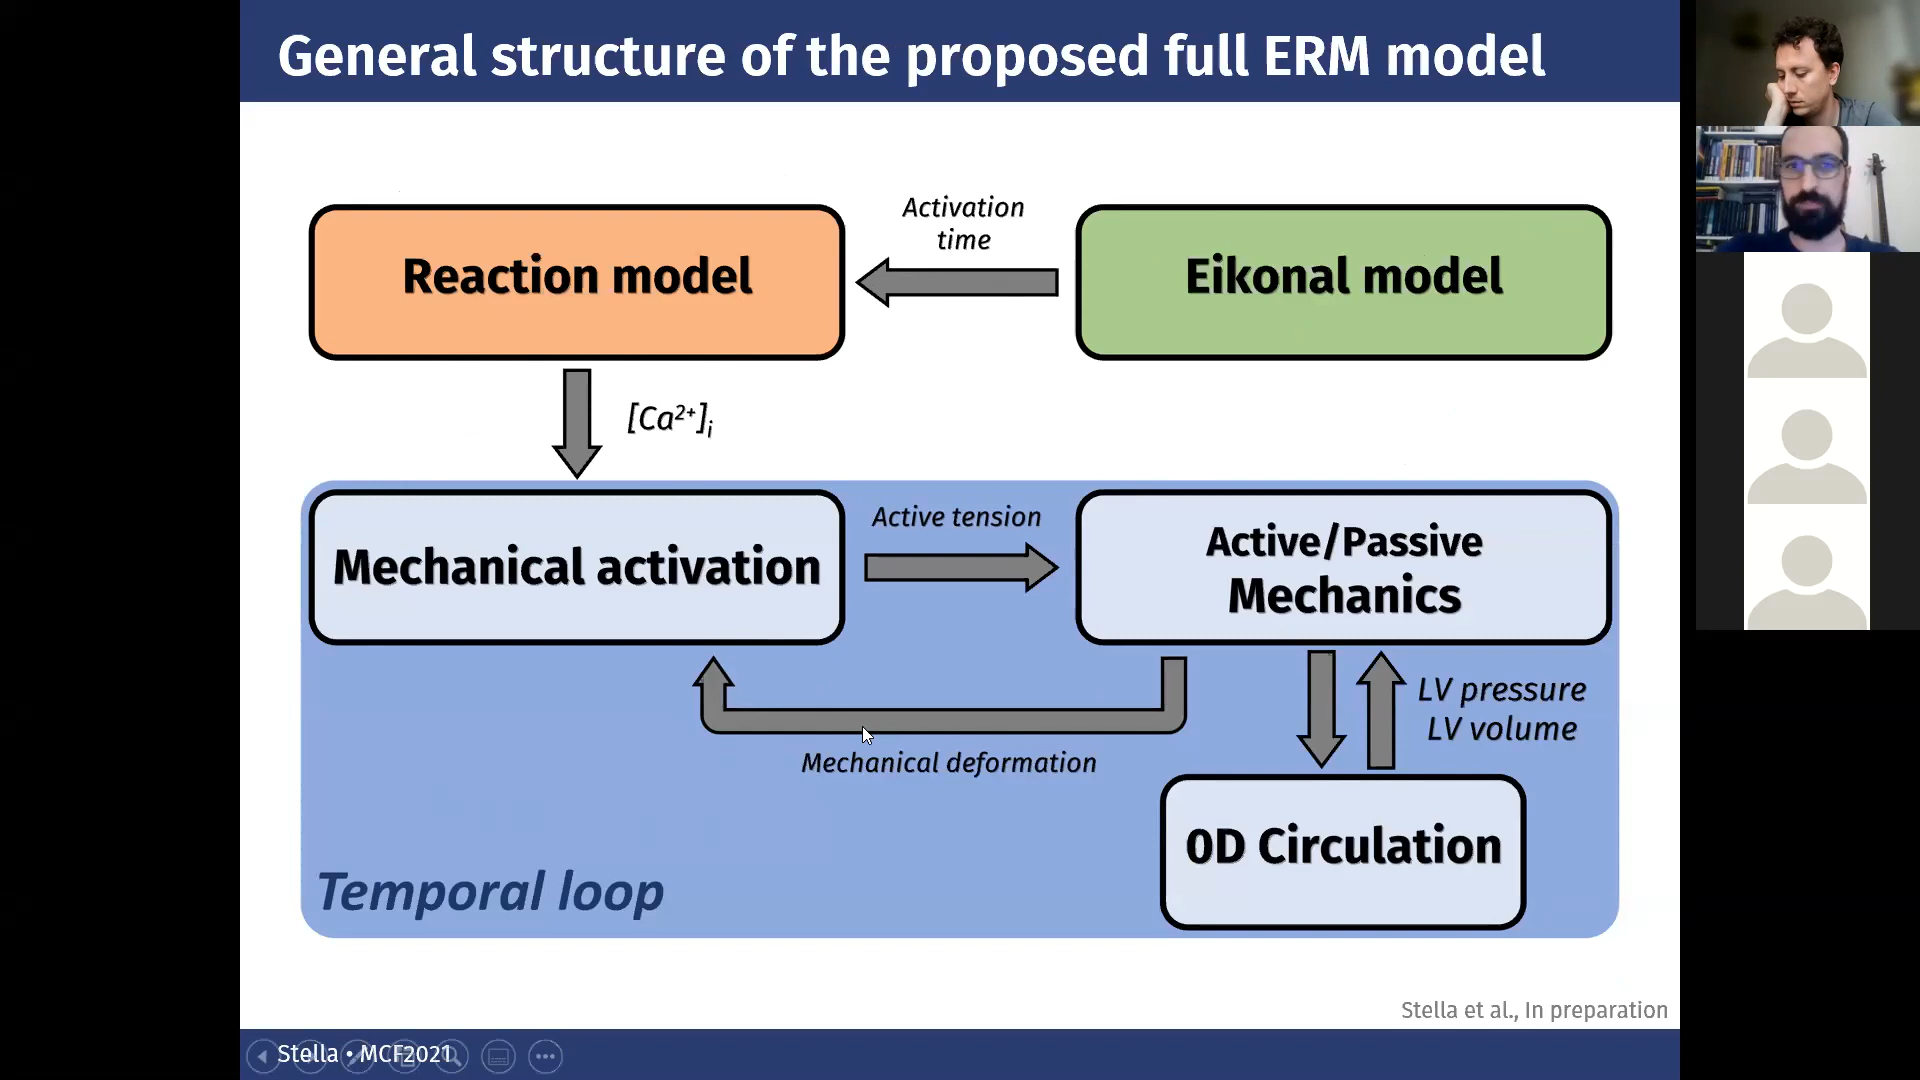 General structure of the proposed full ERM model
Activation
time
Reaction model
Eikonal model
[Ca²⁺]ᵢ
Mechanical activation
Active tension
Active/Passive
Mechanics
LV pressure
LV volume
Mechanical deformation
0D Circulation
Temporal loop
Stella et al., In preparation
Stella • MCF2021